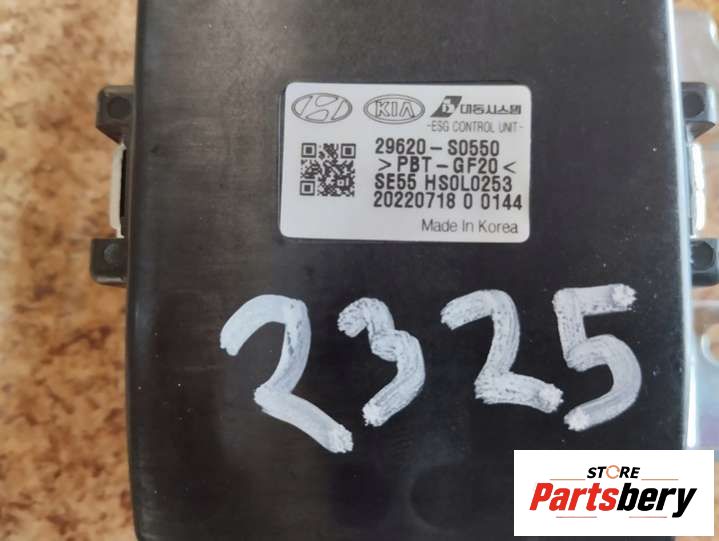 KIA 대동시스템
-ESG CONTROL UNIT-
29620-S0550
>PBT-GF20<
SE55 HS0L0253
20220718 0 0144
Made In Korea
2325
STORE
Partsbery